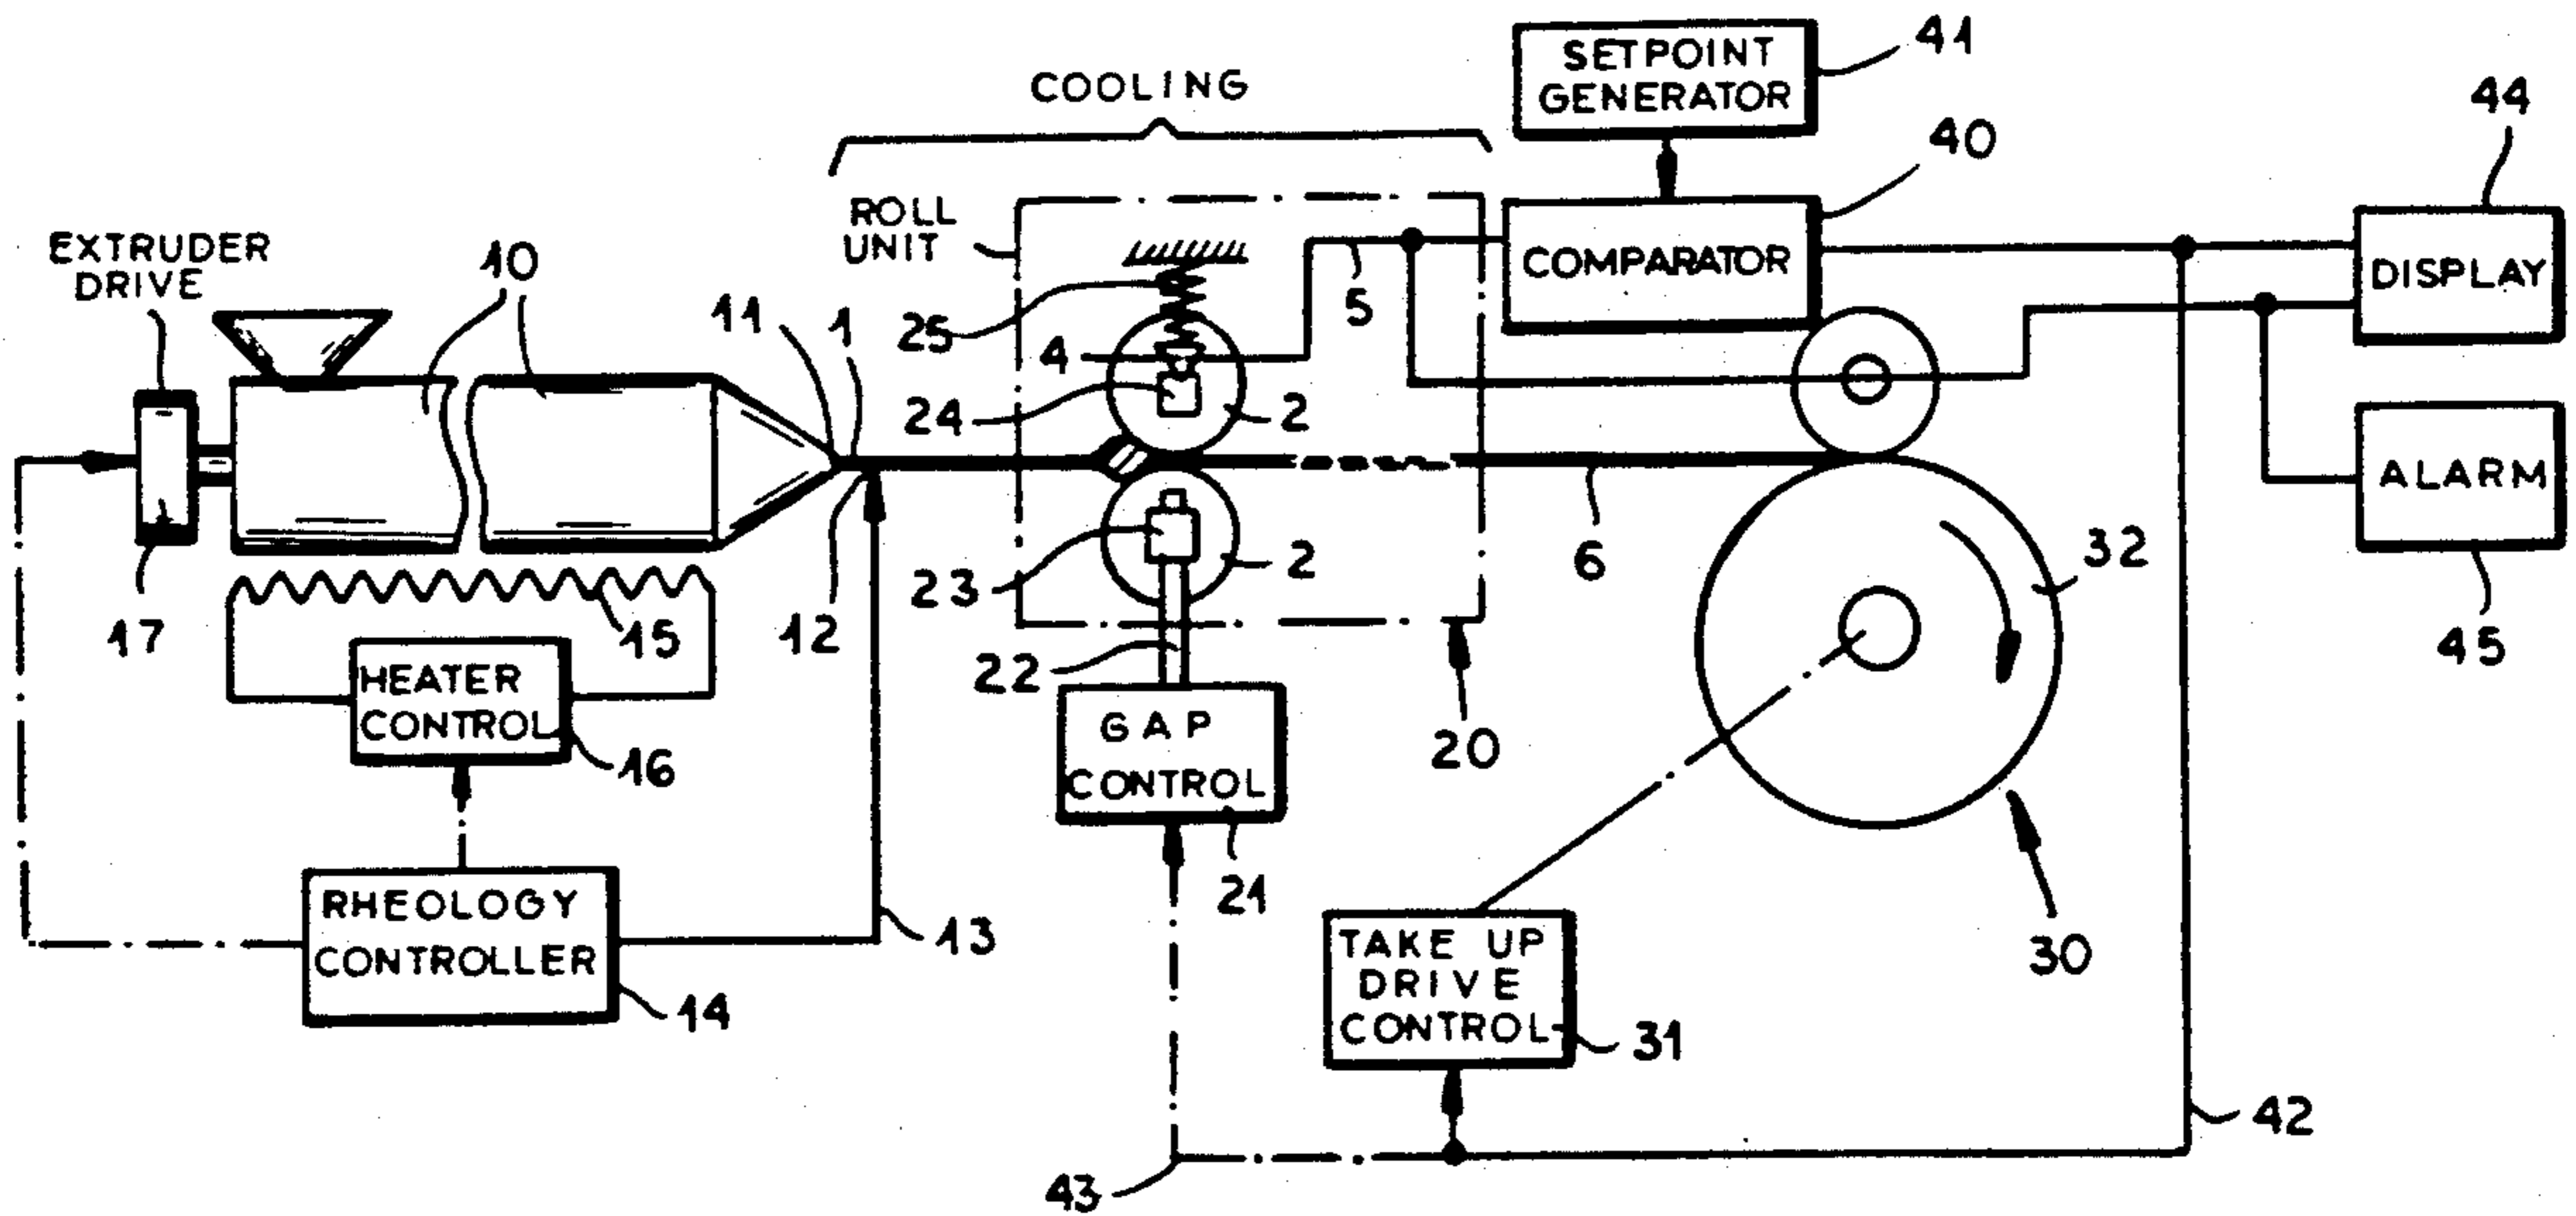 SETPOINT
GENERATOR
41
COOLING
44
40
ROLL
UNIT
EXTRUDER
DRIVE
10
COMPARATOR
DISPLAY
11
1
25
5
4
24
2
ALARM
23
2
6
32
17
15
12
45
22
HEATER
CONTROL
16
GAP
CONTROL
20
21
RHEOLOGY
CONTROLLER
13
14
TAKE UP
DRIVE
CONTROL
31
30
42
43